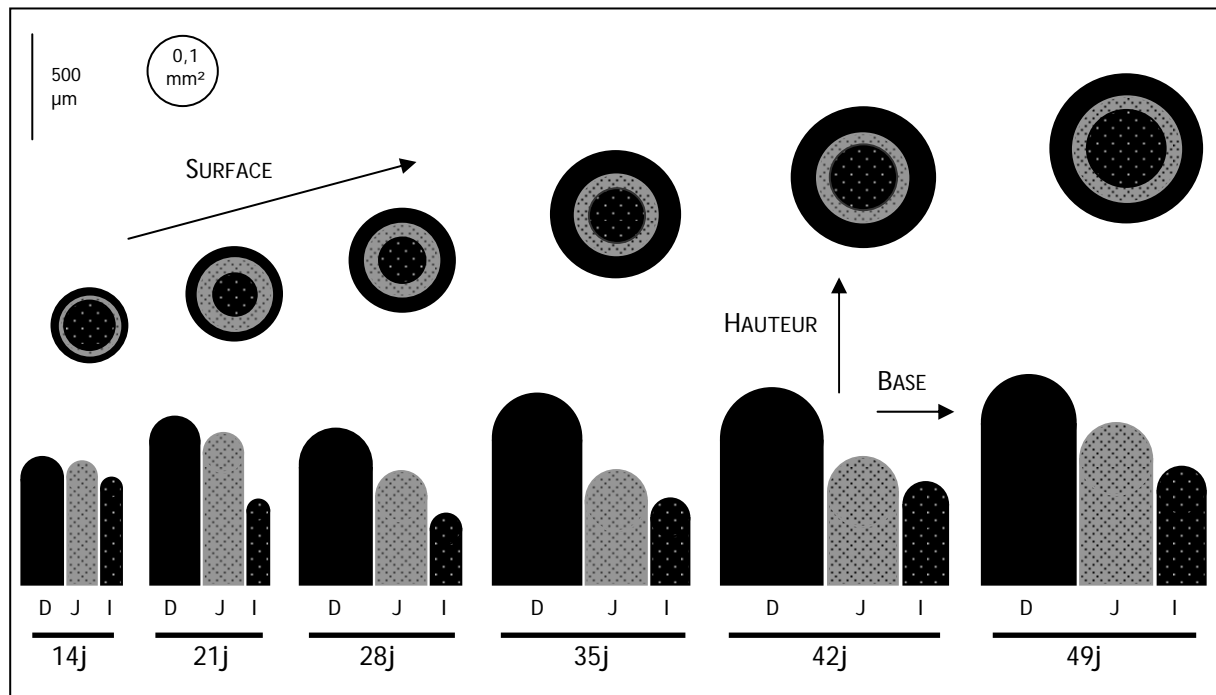 500
µm
0,1
mm²
SURFACE
HAUTEUR
BASE
D J I
D J I
D J I
D J I
D J I
D J I
14j
21j
28j
35j
42j
49j